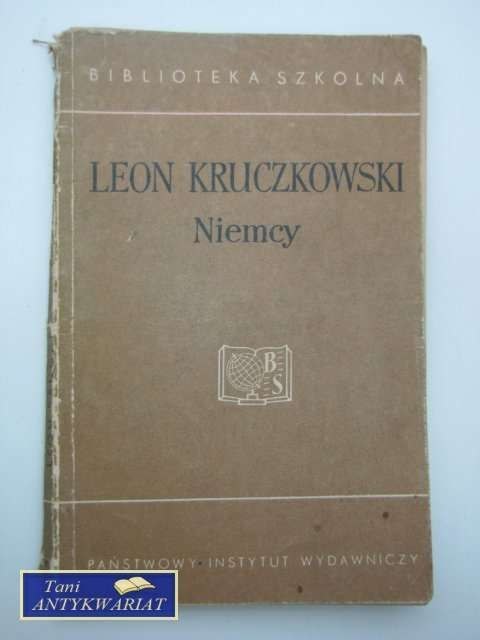 BIBLIOTEKA SZKOLNA
LEON KRUCZKOWSKI
Niemcy
B
S
PAŃSTWOWY INSTYTUT WYDAWNICZY
Tani
ANTYKWARIAT